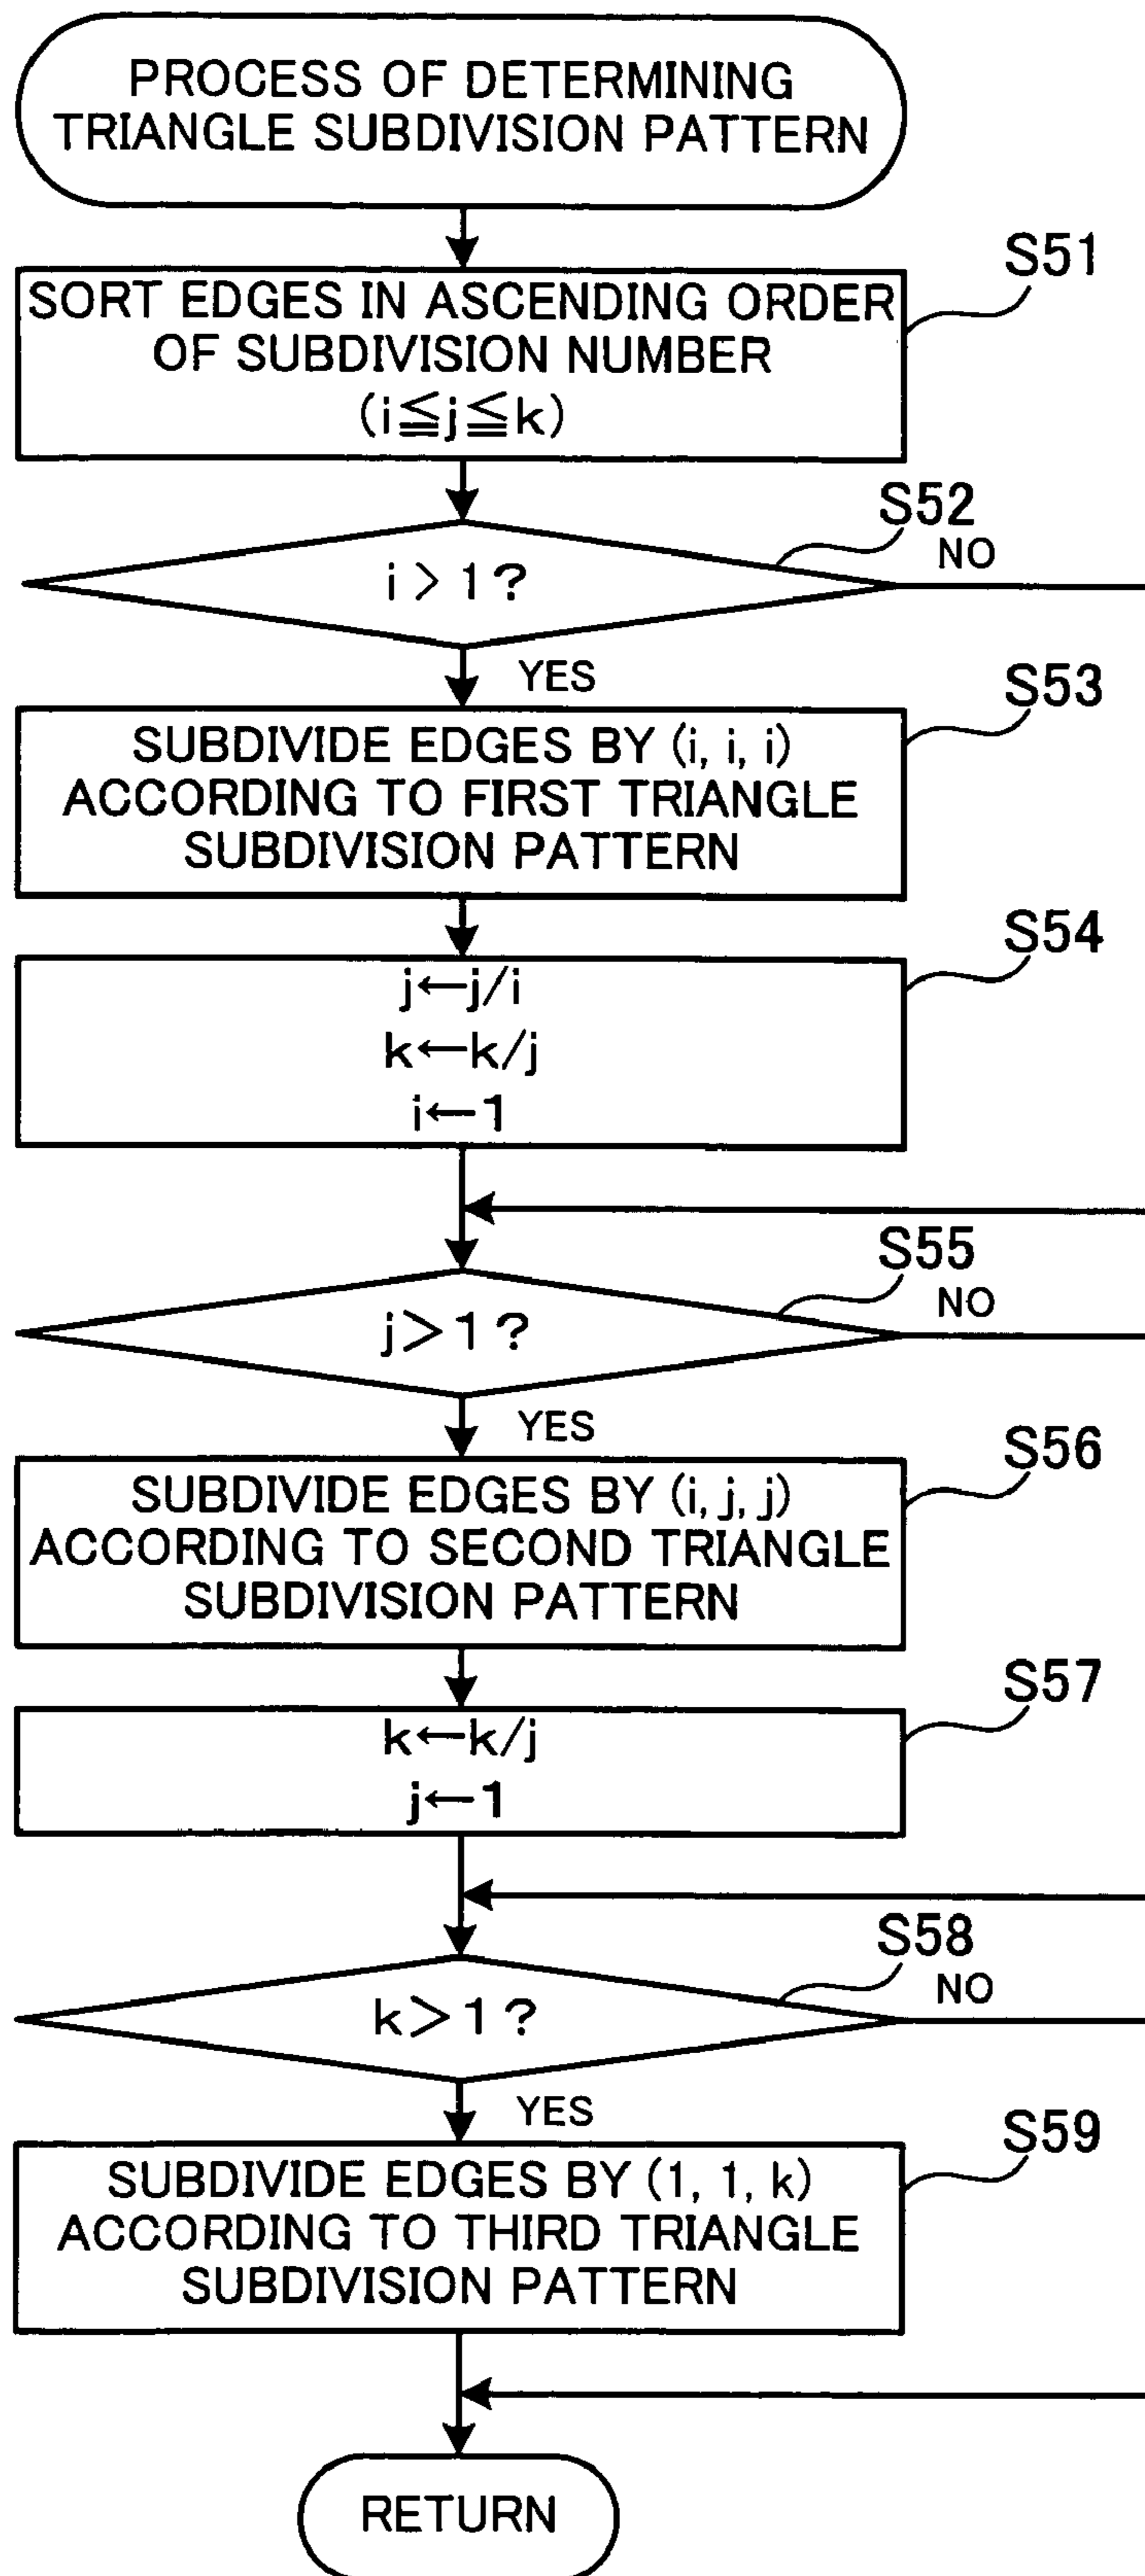 PROCESS OF DETERMINING
TRIANGLE SUBDIVISION PATTERN
S51
SORT EDGES IN ASCENDING ORDER
OF SUBDIVISION NUMBER
(i≦j≦k)
S52
NO
i > 1 ?
YES
S53
SUBDIVIDE EDGES BY (i, i, i)
ACCORDING TO FIRST TRIANGLE
SUBDIVISION PATTERN
S54
j←j/i
k←k/j
i←1
S55
NO
j > 1 ?
YES
S56
SUBDIVIDE EDGES BY (i, j, j)
ACCORDING TO SECOND TRIANGLE
SUBDIVISION PATTERN
S57
k←k/j
j←1
S58
NO
k > 1 ?
YES
S59
SUBDIVIDE EDGES BY (1, 1, k)
ACCORDING TO THIRD TRIANGLE
SUBDIVISION PATTERN
RETURN